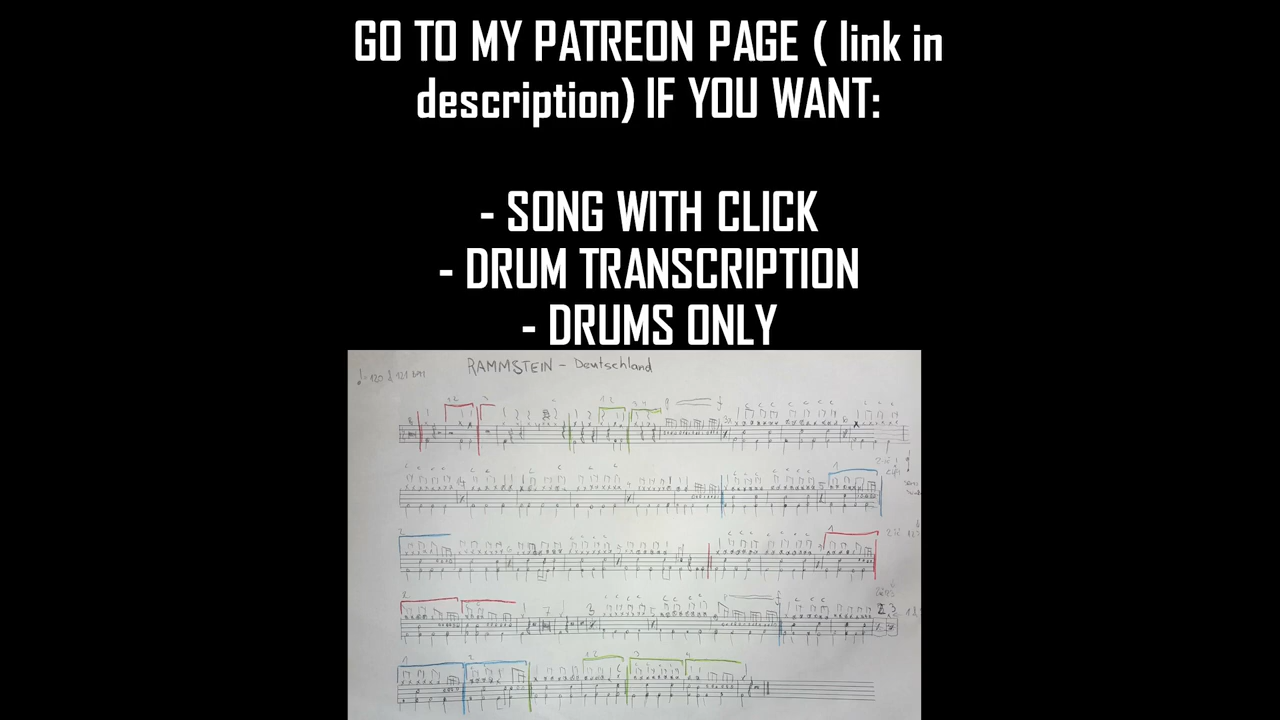 GO TO MY PATREON PAGE ( link in
description) IF YOU WANT:
- SONG WITH CLICK
- DRUM TRANSCRIPTION
- DRUMS ONLY
RAMMSTEIN - Deutschland